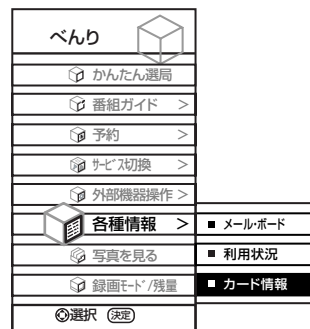 べんり
かんたん選局
番組ガイド >
予約 >
ｻｰﾋﾞｽ切換 >
外部機器操作 >
各種情報 >
■ メール･ボード
写真を見る
■ 利用状況
録画ﾓｰﾄﾞ/残量
■ カード情報
選択 決定